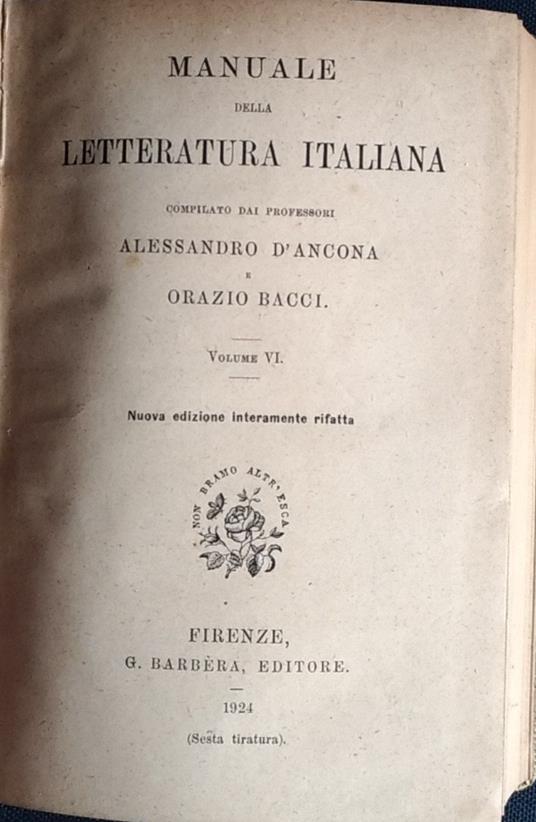 MANUALE
DELLA
LETTERATURA ITALIANA
COMPILATO DAI PROFESSORI
ALESSANDRO D'ANCONA
E
ORAZIO BACCI.
VOLUME VI.
Nuova edizione interamente rifatta
NON BRAMO ALTR' ESCA
FIRENZE,
G. BARBÈRA, EDITORE.
1924
(Sesta tiratura).